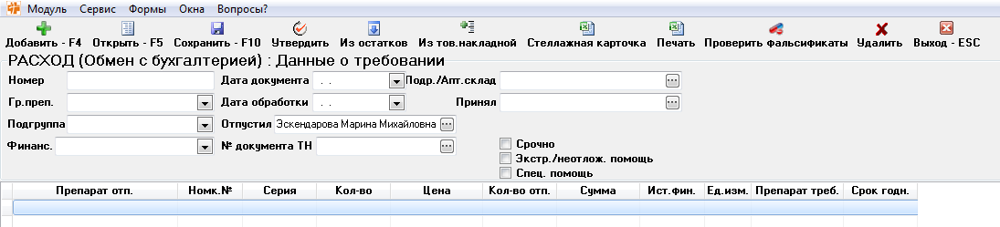 Модуль Сервис Формы Окна Вопросы?
Добавить - F4 Открыть - F5 Сохранить - F10 Утвердить Из остатков Из тов.накладной Стеллажная карточка Печать Проверить фальсификаты Удалить Выход - ESC
РАСХОД (Обмен с бухгалтерией) : Данные о требовании
Номер Дата документа . . Подр./Апт.склад
Гр.преп. Дата обработки . . Принял
Подгруппа Отпустил Эскендарова Марина Михайловна
Финанс. № документа ТН Срочно
Экстр./неотлож. помощь
Спец. помощь
Препарат отп. Номк.№ Серия Кол-во Цена Кол-во отп. Сумма Ист.фин. Ед.изм. Препарат треб. Срок годн.